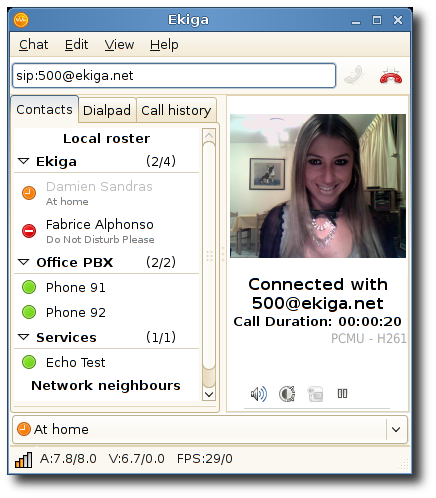 Ekiga
Chat Edit View Help
sip:500@ekiga.net
Contacts Dialpad Call history
Local roster
Ekiga (2/4)
Damien Sandras
At home
Fabrice Alphonso
Do Not Disturb Please
Office PBX (2/2)
Phone 91
Phone 92
Services (1/1)
Echo Test
Network neighbours
Connected with
500@ekiga.net
Call Duration: 00:00:20
PCMU - H261
At home
A:7.8/8.0 V:6.7/0.0 FPS:29/0